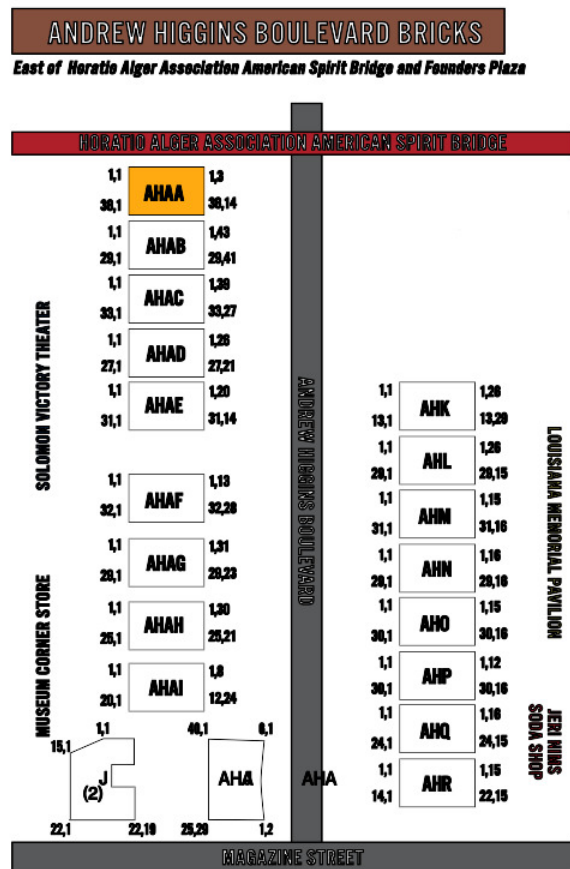 ANDREW HIGGINS BOULEVARD BRICKS
East of Horatio Alger Association American Spirit Bridge and Founders Plaza
HORATIO ALGER ASSOCIATION AMERICAN SPIRIT BRIDGE
1,1 AHAA 1,3
38,1 38,14
1,1 AHAB 1,43
29,1 29,41
1,1 AHAC 1,39
33,1 33,27
1,1 AHAD 1,26
27,1 27,21
1,1 AHAE 1,20
31,1 31,14
1,1 AHAF 1,13
32,1 32,28
1,1 AHAG 1,31
29,1 29,23
1,1 AHAH 1,30
25,1 25,21
1,1 AHAI 1,8
20,1 12,24
SOLOMON VICTORY THEATER
MUSEUM CORNER STORE
ANDREW HIGGINS BOULEVARD
1,1 AHK 1,26
13,1 13,29
1,1 AHL 1,26
29,1 29,15
1,1 AHM 1,15
31,1 31,16
1,1 AHN 1,16
29,1 29,16
1,1 AHO 1,15
30,1 30,16
1,1 AHP 1,12
30,1 30,16
1,1 AHQ 1,16
24,1 24,15
1,1 AHR 1,15
14,1 22,15
LOUISIANA MEMORIAL PAVILION
JERI NIMS
SODA SHOP
1,1
15,1
J
(2)
22,1 22,19
40,1 6,1
25,29 1,2
AHA
MAGAZINE STREET